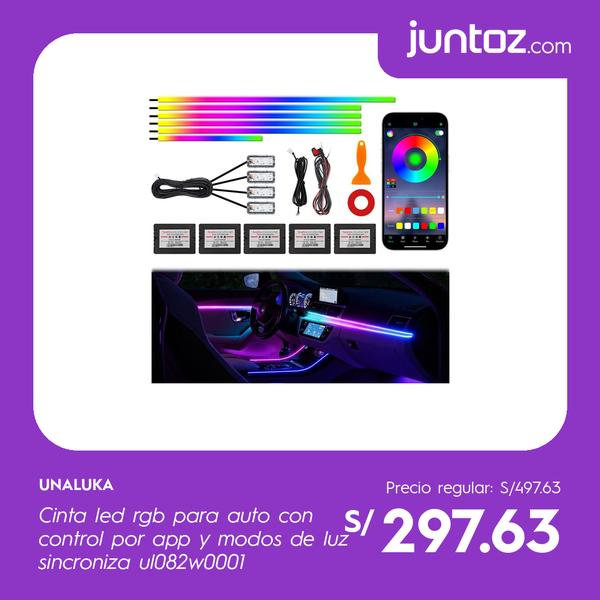 juntoz.com
UNALUKA
Precio regular: S/497.63
Cinta led rgb para auto con
control por app y modos de luz
sincroniza ul082w0001
S/ 297.63